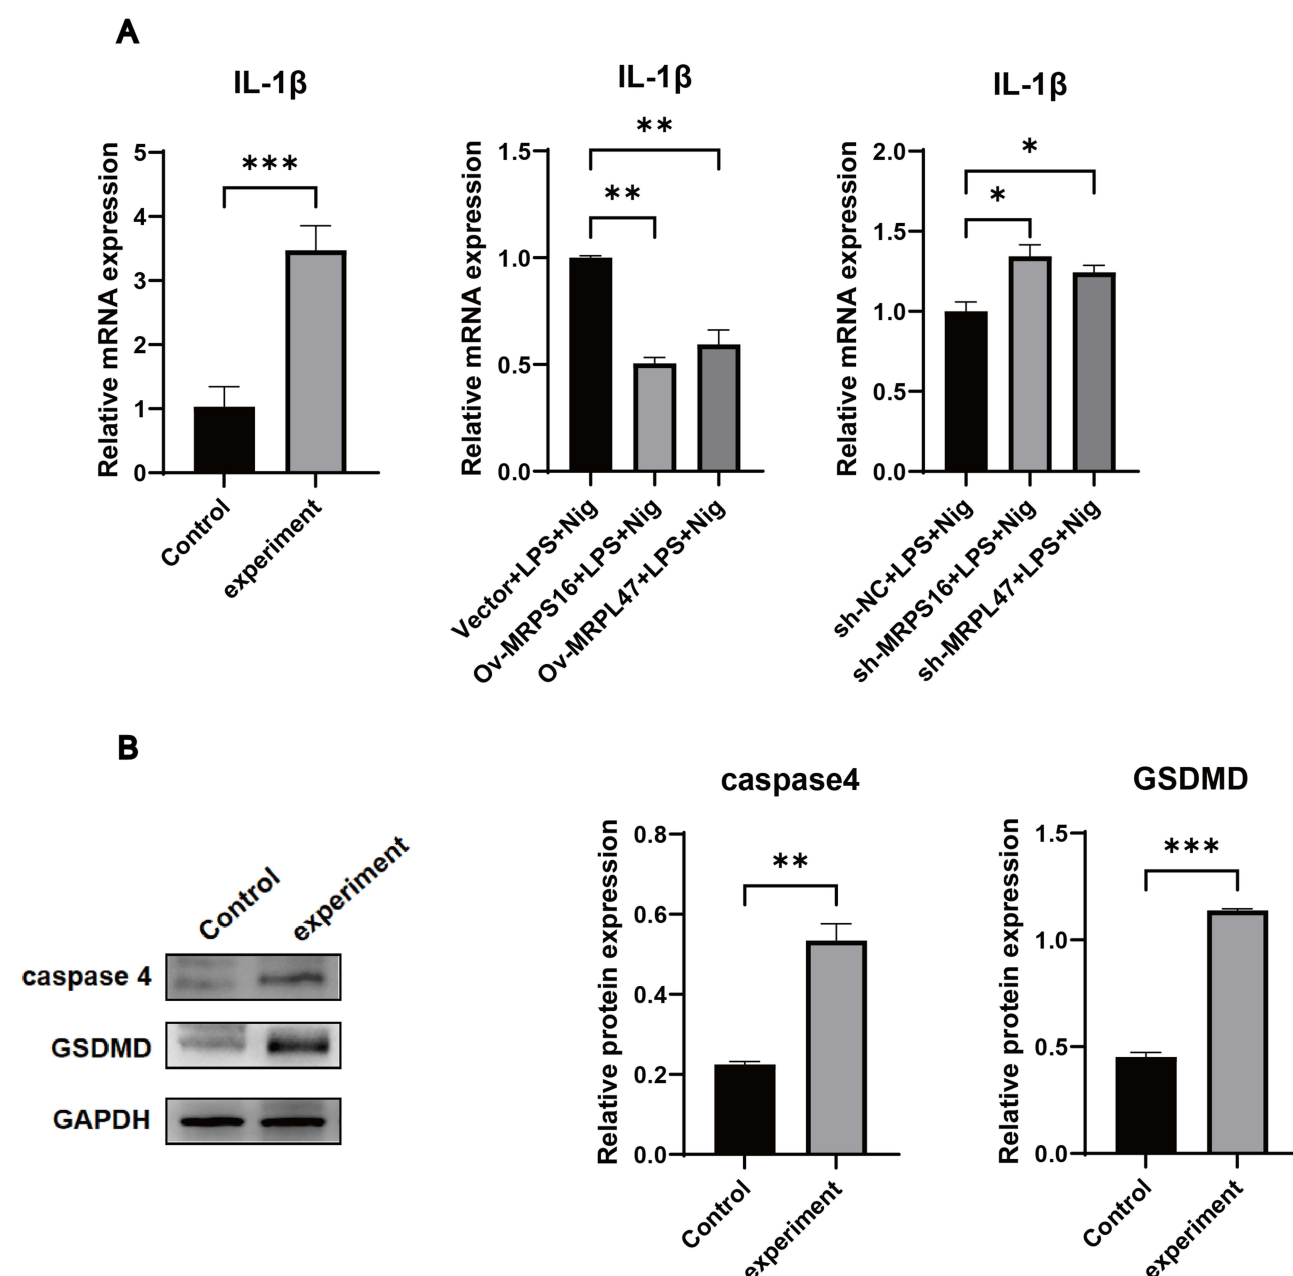 A
IL-1β
IL-1β
IL-1β
***
**
**
*
*
Relative mRNA expression
5
4
3
2
1
0
Control
experiment
Relative mRNA expression
1.5
1.0
0.5
0.0
Vector+LPS+Nig
Ov-MRPS16+LPS+Nig
Ov-MRPL47+LPS+Nig
Relative mRNA expression
2.0
1.5
1.0
0.5
0.0
sh-NC+LPS+Nig
sh-MRPS16+LPS+Nig
sh-MRPL47+LPS+Nig
B
Control
experiment
caspase 4
GSDMD
GAPDH
caspase4
**
Relative protein expression
0.8
0.6
0.4
0.2
0.0
Control
experiment
GSDMD
***
Relative protein expression
1.5
1.0
0.5
0.0
Control
experiment